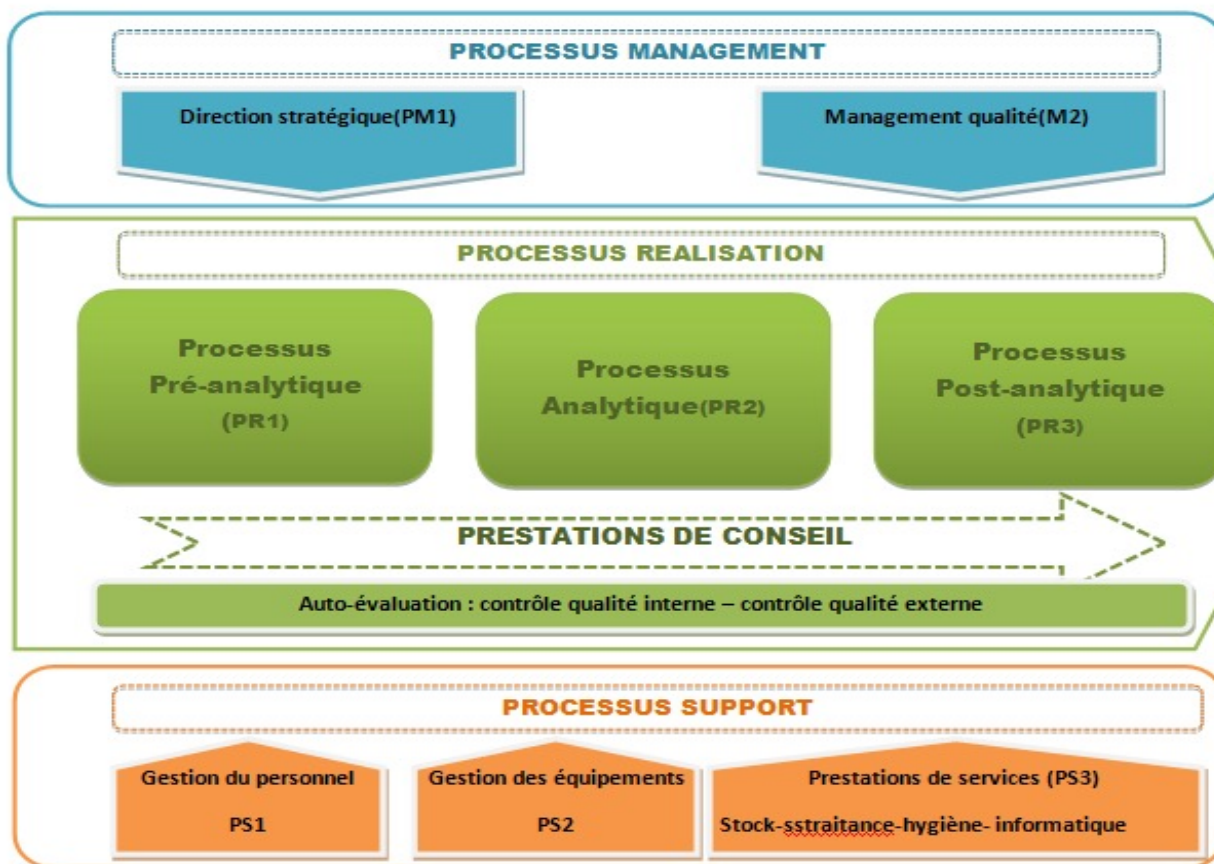 PROCESSUS MANAGEMENT
Direction stratégique(PM1)
Management qualité(M2)
PROCESSUS REALISATION
Processus
Pré-analytique
(PR1)
Processus
Analytique(PR2)
Processus
Post-analytique
(PR3)
PRESTATIONS DE CONSEIL
Auto-évaluation : contrôle qualité interne – contrôle qualité externe
PROCESSUS SUPPORT
Gestion du personnel
PS1
Gestion des équipements
PS2
Prestations de services (PS3)
Stock-sstraitance-hygiène- informatique